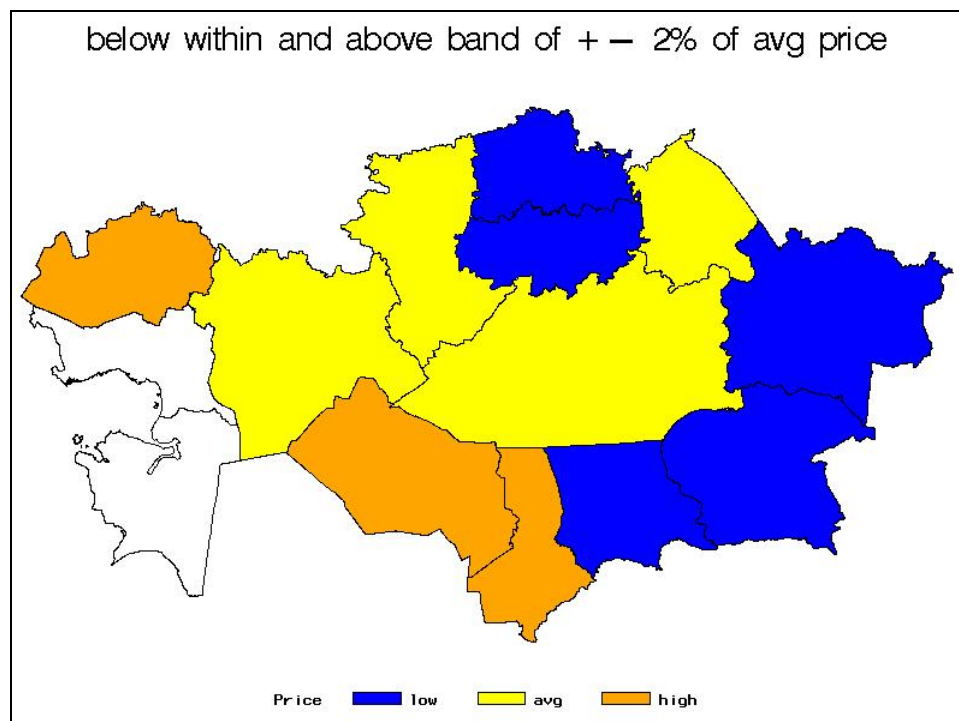 below within and above band of + − 2% of avg price
Price low avg high